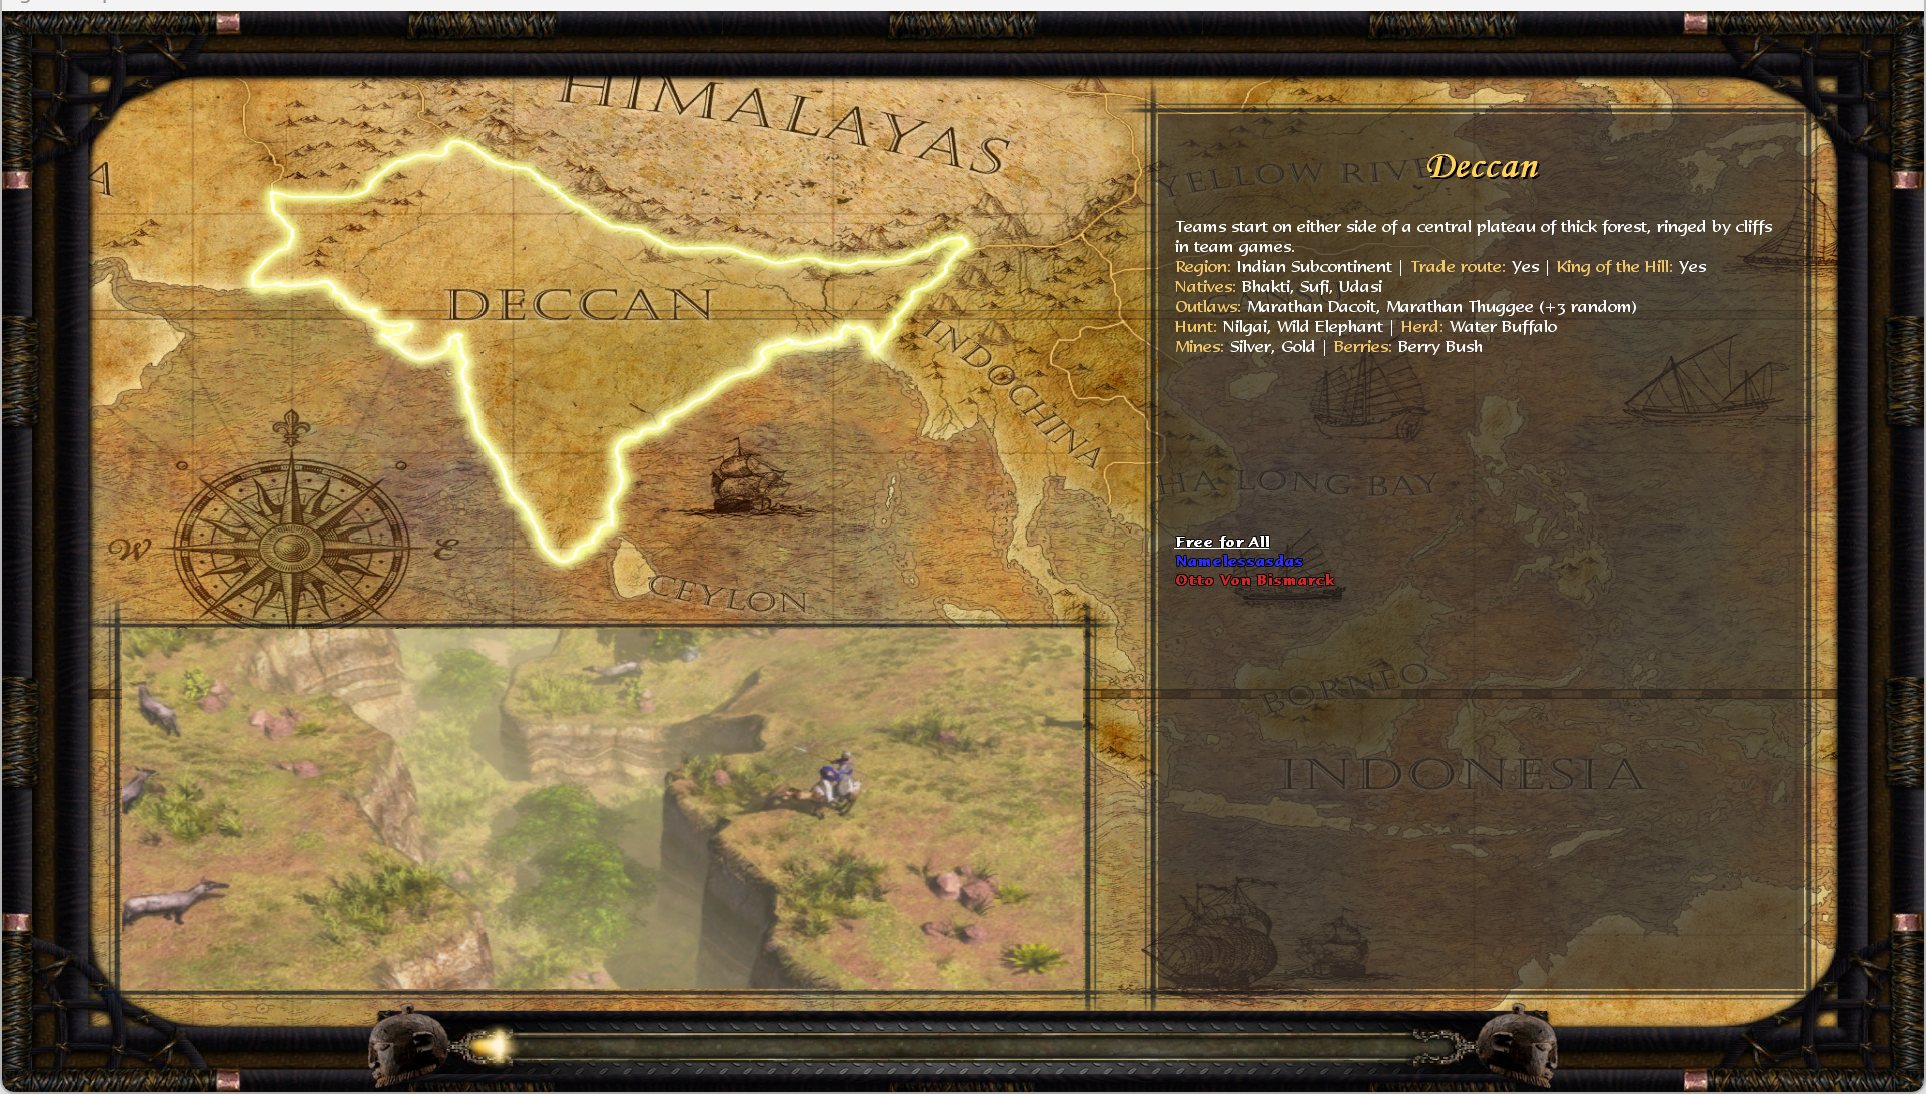 HIMALAYAS
A
DECCAN
INDOCHINA
W
E
CEYLON
YELLOW RIVE
Deccan
Teams start on either side of a central plateau of thick forest, ringed by cliffs
in team games.
Region: Indian Subcontinent | Trade route: Yes | King of the Hill: Yes
Natives: Bhakti, Sufi, Udasi
Outlaws: Marathan Dacoit, Marathan Thuggee (+3 random)
Hunt: Nilgai, Wild Elephant | Herd: Water Buffalo
Mines: Silver, Gold | Berries: Berry Bush
HA LONG BAY
Free for All
Namelessasdas
Otto Von Bismarck
BORNEO
INDONESIA